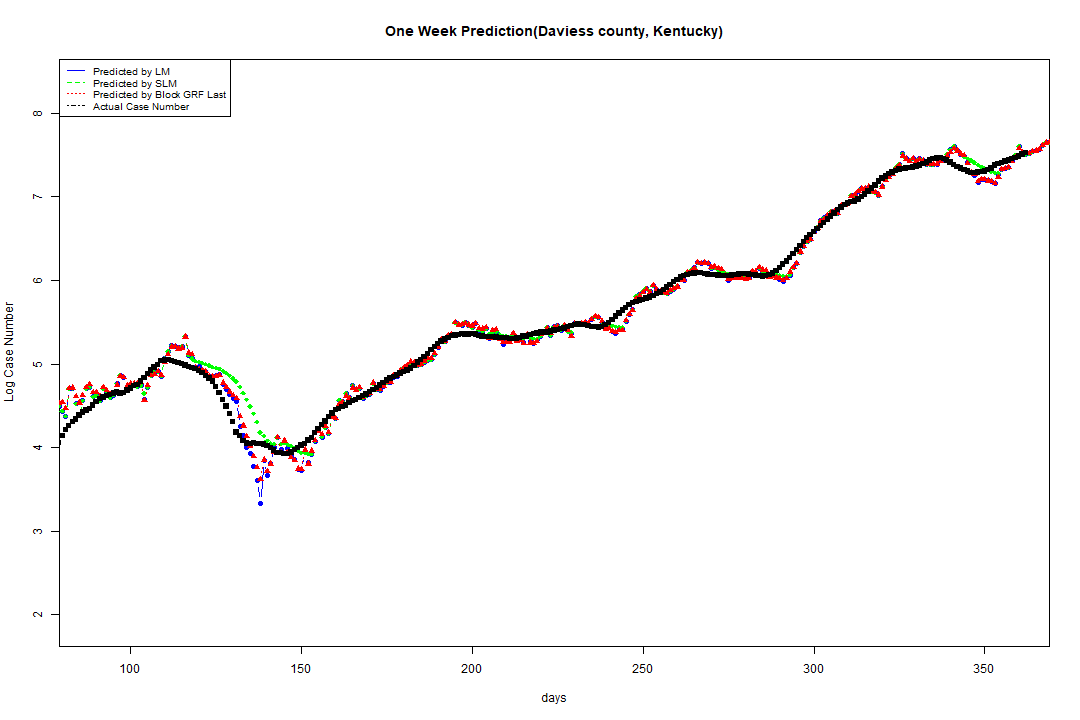 One Week Prediction(Daviess county, Kentucky)
Predicted by LM
Predicted by SLM
Predicted by Block GRF Last
Actual Case Number
8
7
6
5
4
3
2
Log Case Number
100 150 200 250 300 350
days